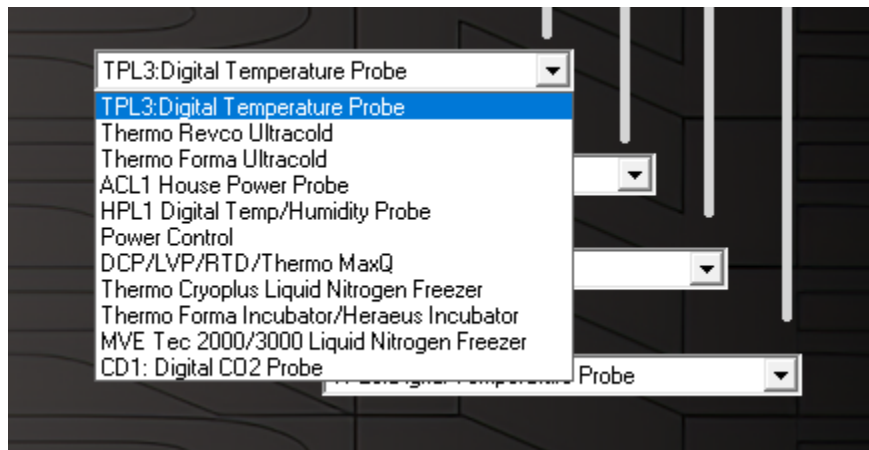 TPL3:Digital Temperature Probe
TPL3:Digital Temperature Probe
Thermo Revco Ultracold
Thermo Forma Ultracold
ACL1 House Power Probe
HPL1 Digital Temp/Humidity Probe
Power Control
DCP/LVP/RTD/Thermo MaxQ
Thermo Cryoplus Liquid Nitrogen Freezer
Thermo Forma Incubator/Heraeus Incubator
MVE Tec 2000/3000 Liquid Nitrogen Freezer
CD1: Digital CO2 Probe
Probe